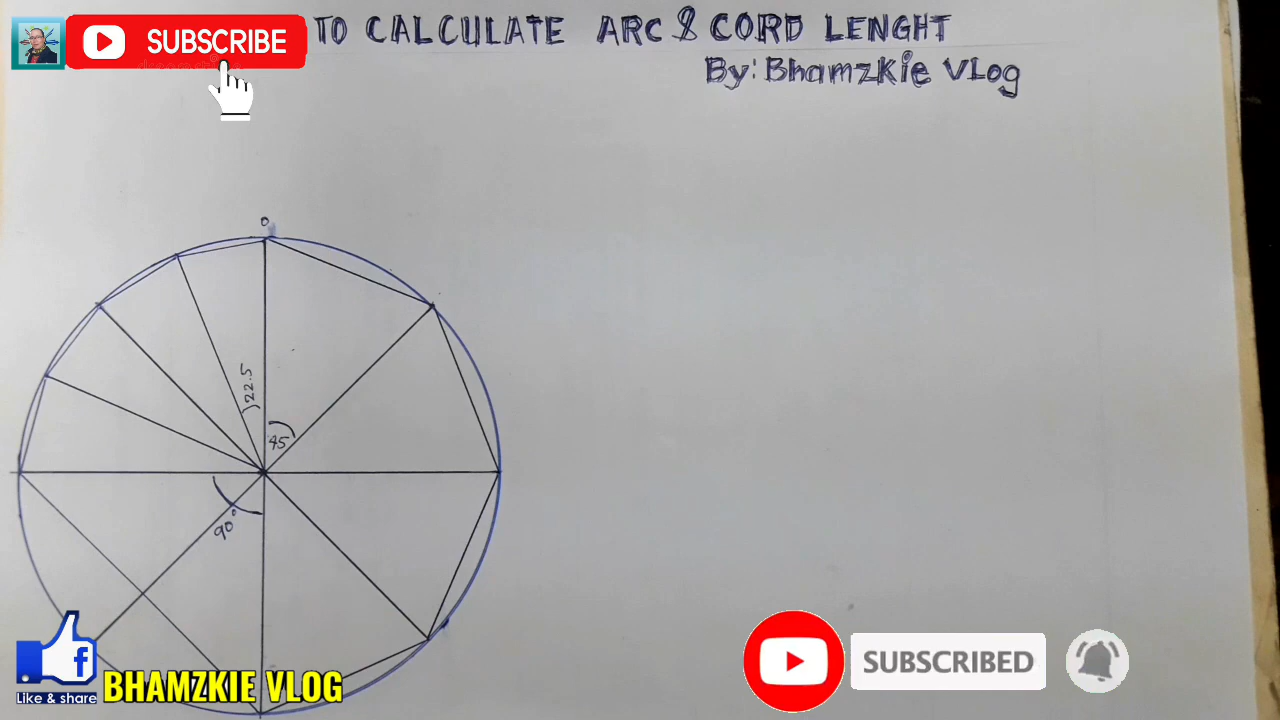 SUBSCRIBE
TO CALCULATE ARC & CORD LENGHT
By: Bhamzkie VLog
0
22.5
45
90°
Like & share
BHAMZKIE VLOG
SUBSCRIBED